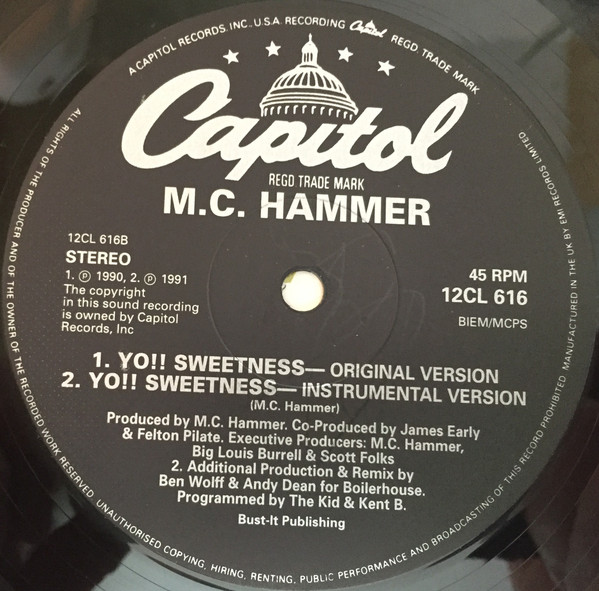 A CAPITOL RECORDS, INC., U.S.A. RECORDING Capitol REGD. TRADE MARK
Capitol
REGD TRADE MARK
M.C. HAMMER
12CL 616B
STEREO
1. ℗ 1990, 2. ℗ 1991
The copyright
in this sound recording
is owned by Capitol
Records, Inc
45 RPM
12CL 616
BIEM/MCPS
1. YO!! SWEETNESS— ORIGINAL VERSION
2. YO!! SWEETNESS— INSTRUMENTAL VERSION
(M.C. Hammer)
Produced by M.C. Hammer. Co-Produced by James Early
& Felton Pilate. Executive Producers: M.C. Hammer,
Big Louis Burrell & Scott Folks
2. Additional Production & Remix by
Ben Wolff & Andy Dean for Boilerhouse.
Programmed by The Kid & Kent B.
Bust-It Publishing
ALL RIGHTS OF THE PRODUCER AND OF THE OWNER OF THE RECORDED WORK RESERVED. UNAUTHORISED COPYING, HIRING, RENTING, PUBLIC PERFORMANCE AND BROADCASTING OF THIS RECORD PROHIBITED. MANUFACTURED IN THE UK BY EMI RECORDS LIMITED